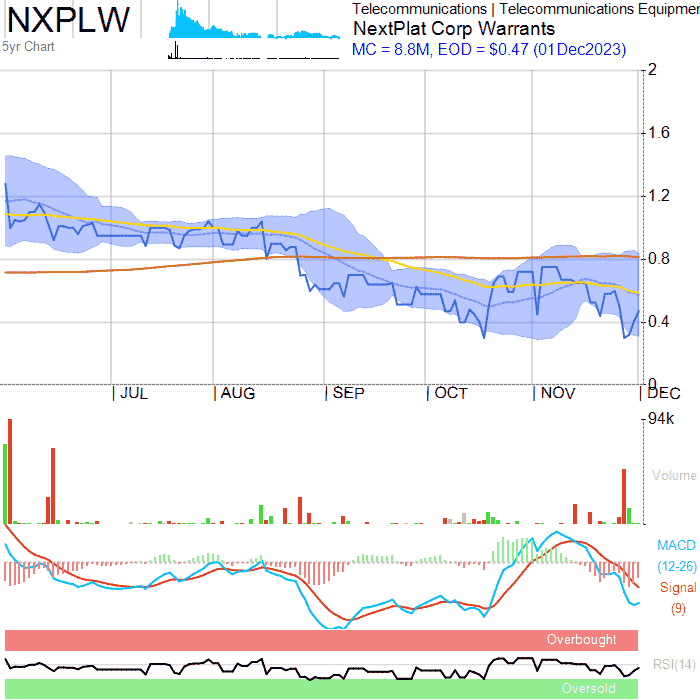 NXPLW
5yr Chart
Telecommunications | Telecommunications Equipmen
NextPlat Corp Warrants
MC = 8.8M, EOD = $0.47 (01Dec2023)
2
1.6
1.2
0.8
0.4
0
JUL
AUG
SEP
OCT
NOV
DEC
94k
Volume
MACD
(12-26)
Signal
(9)
Overbought
RSI(14)
Oversold